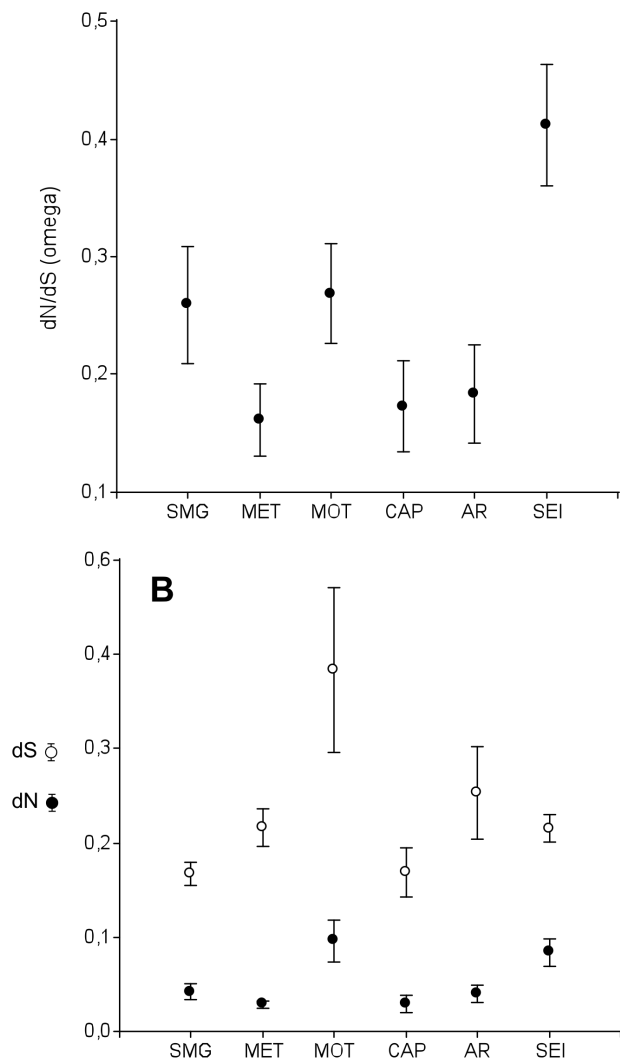 0,5
0,4
0,3
0,2
0,1
dN/dS (omega)
SMG MET MOT CAP AR SEI
B
0,6
0,4
0,3
0,2
0,1
0,0
dS
dN
SMG MET MOT CAP AR SEI